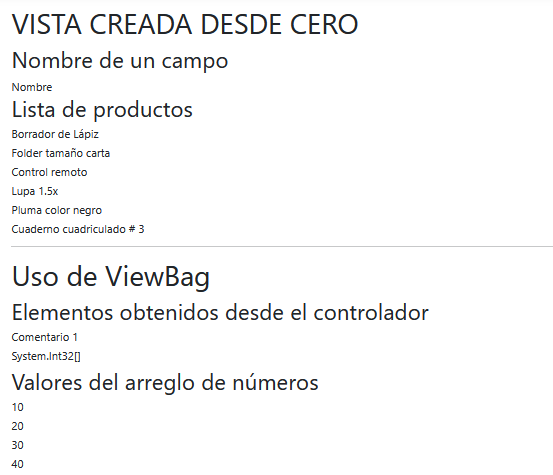 VISTA CREADA DESDE CERO
Nombre de un campo
Nombre
Lista de productos
Borrador de Lápiz
Folder tamaño carta
Control remoto
Lupa 1.5x
Pluma color negro
Cuaderno cuadriculado # 3
Uso de ViewBag
Elementos obtenidos desde el controlador
Comentario 1
System.Int32[]
Valores del arreglo de números
10
20
30
40